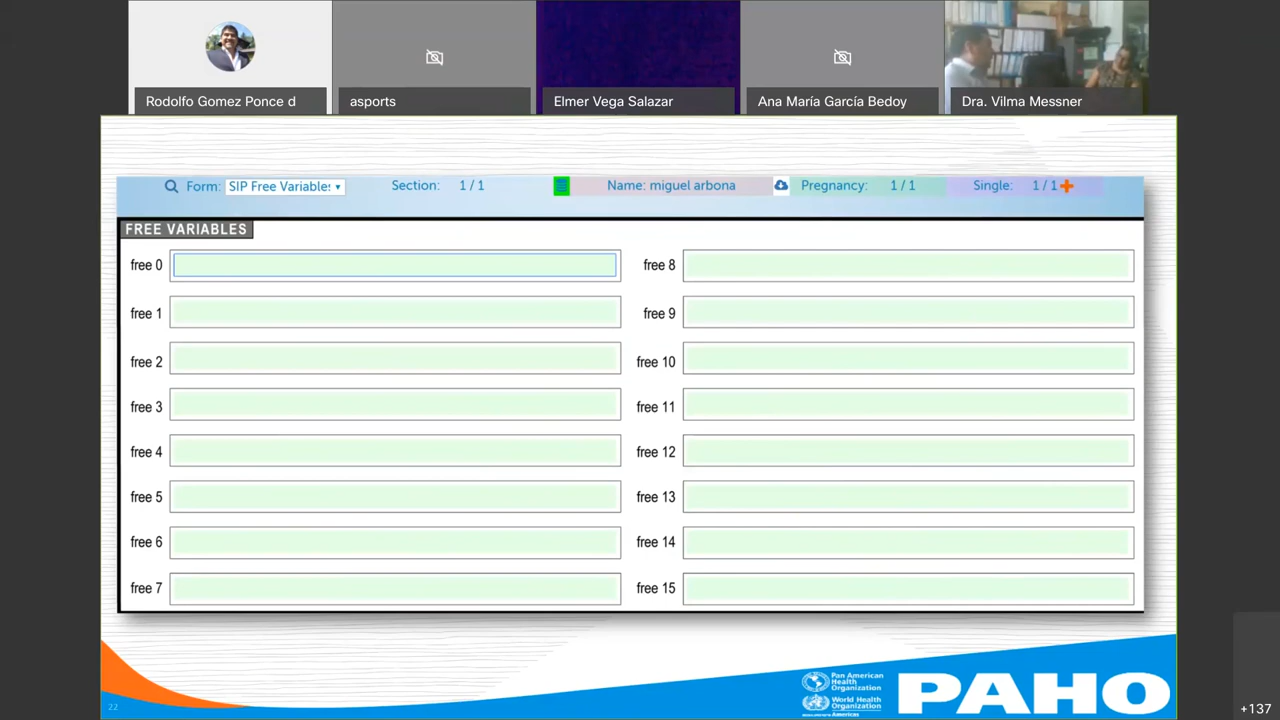 Rodolfo Gomez Ponce d
asports
Elmer Vega Salazar
Ana María García Bedoy
Dra. Vilma Messner
Form: SIP Free Variables Section: 1 / 1 Name: miguel arbona Pregnancy: 1 / 1 Single: 1 / 1
FREE VARIABLES
free 0
free 8
free 1
free 9
free 2
free 10
free 3
free 11
free 4
free 12
free 5
free 13
free 6
free 14
free 7
free 15
Pan American
Health
Organization
World Health
Organization
Americas
PAHO
22
+137